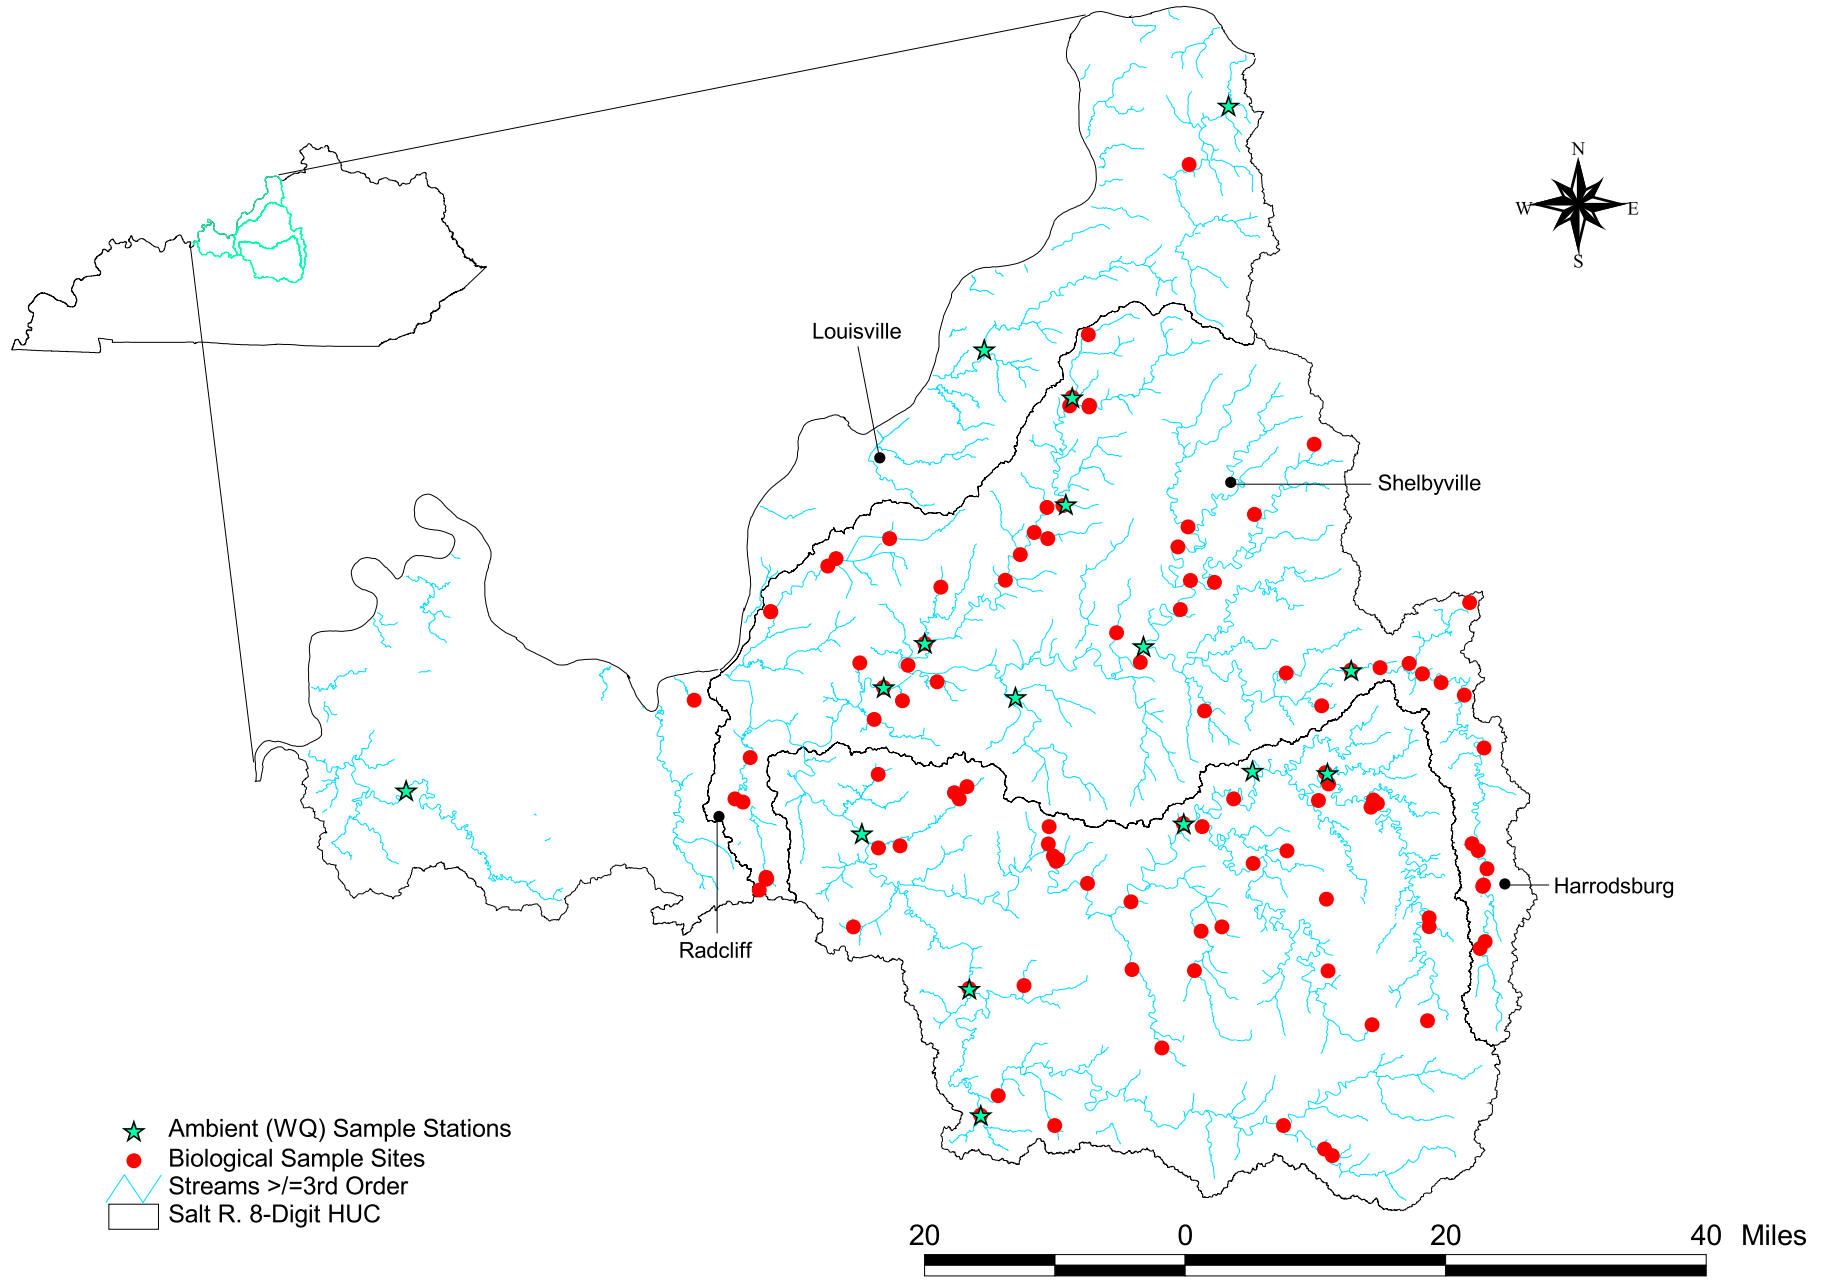 N
W E
S
Louisville
Shelbyville
Harrodsburg
Radcliff
Ambient (WQ) Sample Stations
Biological Sample Sites
Streams >/=3rd Order
Salt R. 8-Digit HUC
20 0 20 40 Miles